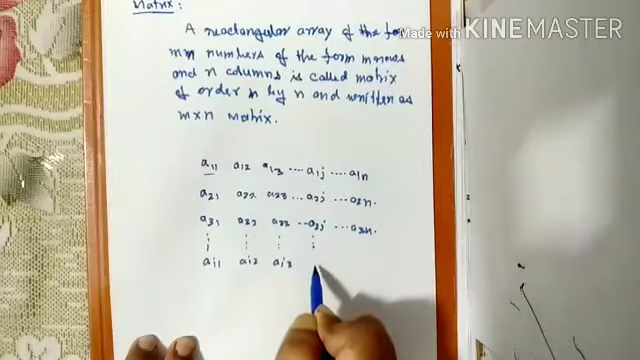 Matrix:
A reactangular array of the
mn numbers of the form m rows
and n columns is called matrix
of order m by n and written as
m×n matrix.
a11 a12 a13 .... a1j .... a1n
a21 a22 a23 ... a2j ... a2n.
a31 a32 a33 ... a3j ... a3n.
⋮ ⋮ ⋮ ⋮
ai1 ai2 ai3
Made with KINEMASTER